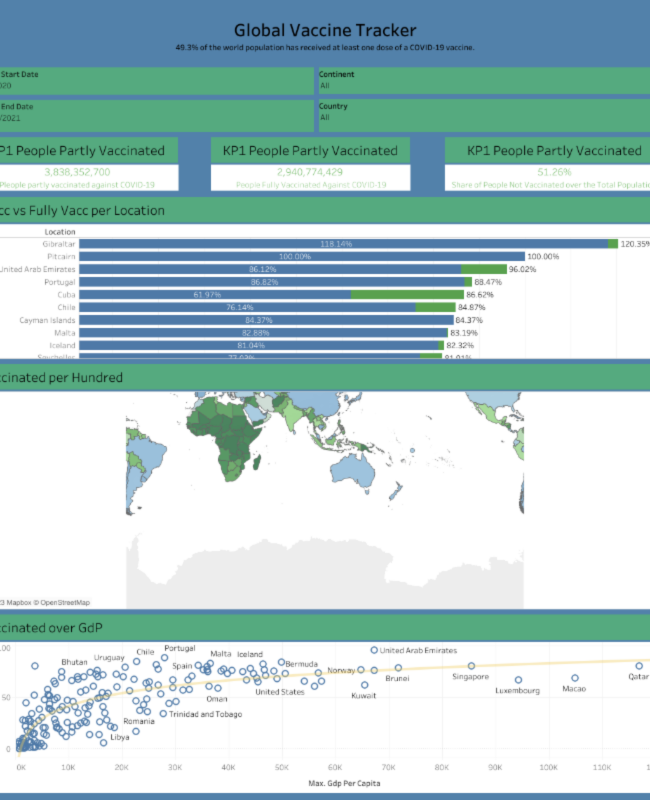 Global Vaccine Tracker
49.3% of the world population has received at least one dose of a COVID-19 vaccine.
Start Date
020
Continent
All
End Date
/2021
Country
All
P1 People Partly Vaccinated
KP1 People Partly Vaccinated
KP1 People Partly Vaccinated
3,838,352,700
2,940,774,429
51.26%
People partly vaccinated against COVID-19
People Fully Vaccinated Against COVID-19
Share of People Not Vaccinated over the Total Populatio
cc vs Fully Vacc per Location
Location
Gibraltar 118.14% 120.35%
Pitcairn 100.00% 100.00%
United Arab Emirates 86.12% 96.02%
Portugal 86.82% 88.47%
Cuba 61.97% 86.62%
Chile 76.14% 84.87%
Cayman Islands 84.37% 84.37%
Malta 82.88% 83.19%
Iceland 81.04% 82.32%
Seychelles 81.01%
ccinated per Hundred
3 Mapbox © OpenStreetMap
ccinated over GdP
100
50
0
Bhutan
Uruguay
Chile
Portugal
Spain
Malta
Iceland
Bermuda
United Arab Emirates
Norway
Brunei
Singapore
Qatar
Oman
United States
Kuwait
Luxembourg
Macao
Romania
Trinidad and Tobago
Libya
0K 10K 20K 30K 40K 50K 60K 70K 80K 90K 100K 110K 1
Max. Gdp Per Capita